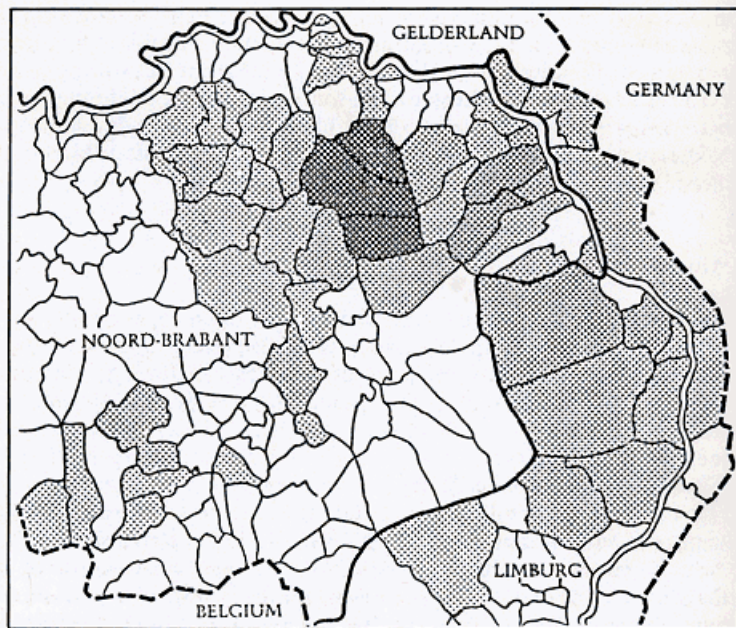 GELDERLAND
GERMANY
NOORD-BRABANT
LIMBURG
BELGIUM